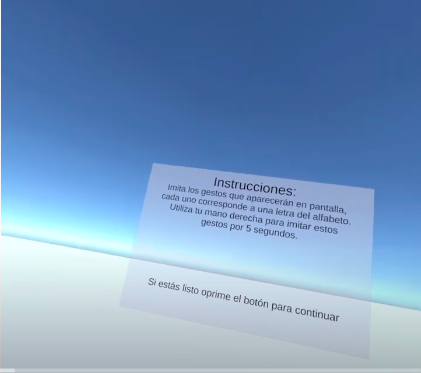 Instrucciones:
Imita los gestos que aparecerán en pantalla,
cada uno corresponde a una letra del alfabeto.
Utiliza tu mano derecha para imitar estos
gestos por 5 segundos.
Si estás listo oprime el botón para continuar